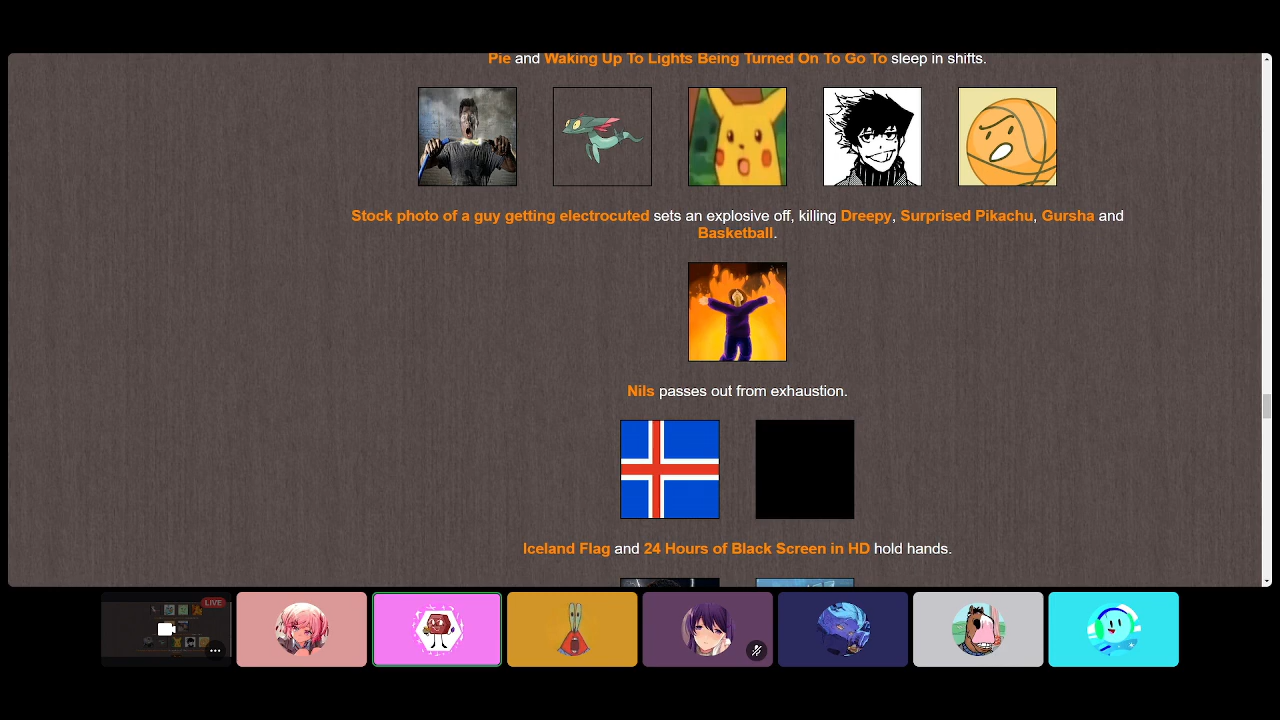 Pie and Waking Up To Lights Being Turned On To Go To sleep in shifts.
Stock photo of a guy getting electrocuted sets an explosive off, killing Dreepy, Surprised Pikachu, Gursha and
Basketball.
Nils passes out from exhaustion.
Iceland Flag and 24 Hours of Black Screen in HD hold hands.
LIVE